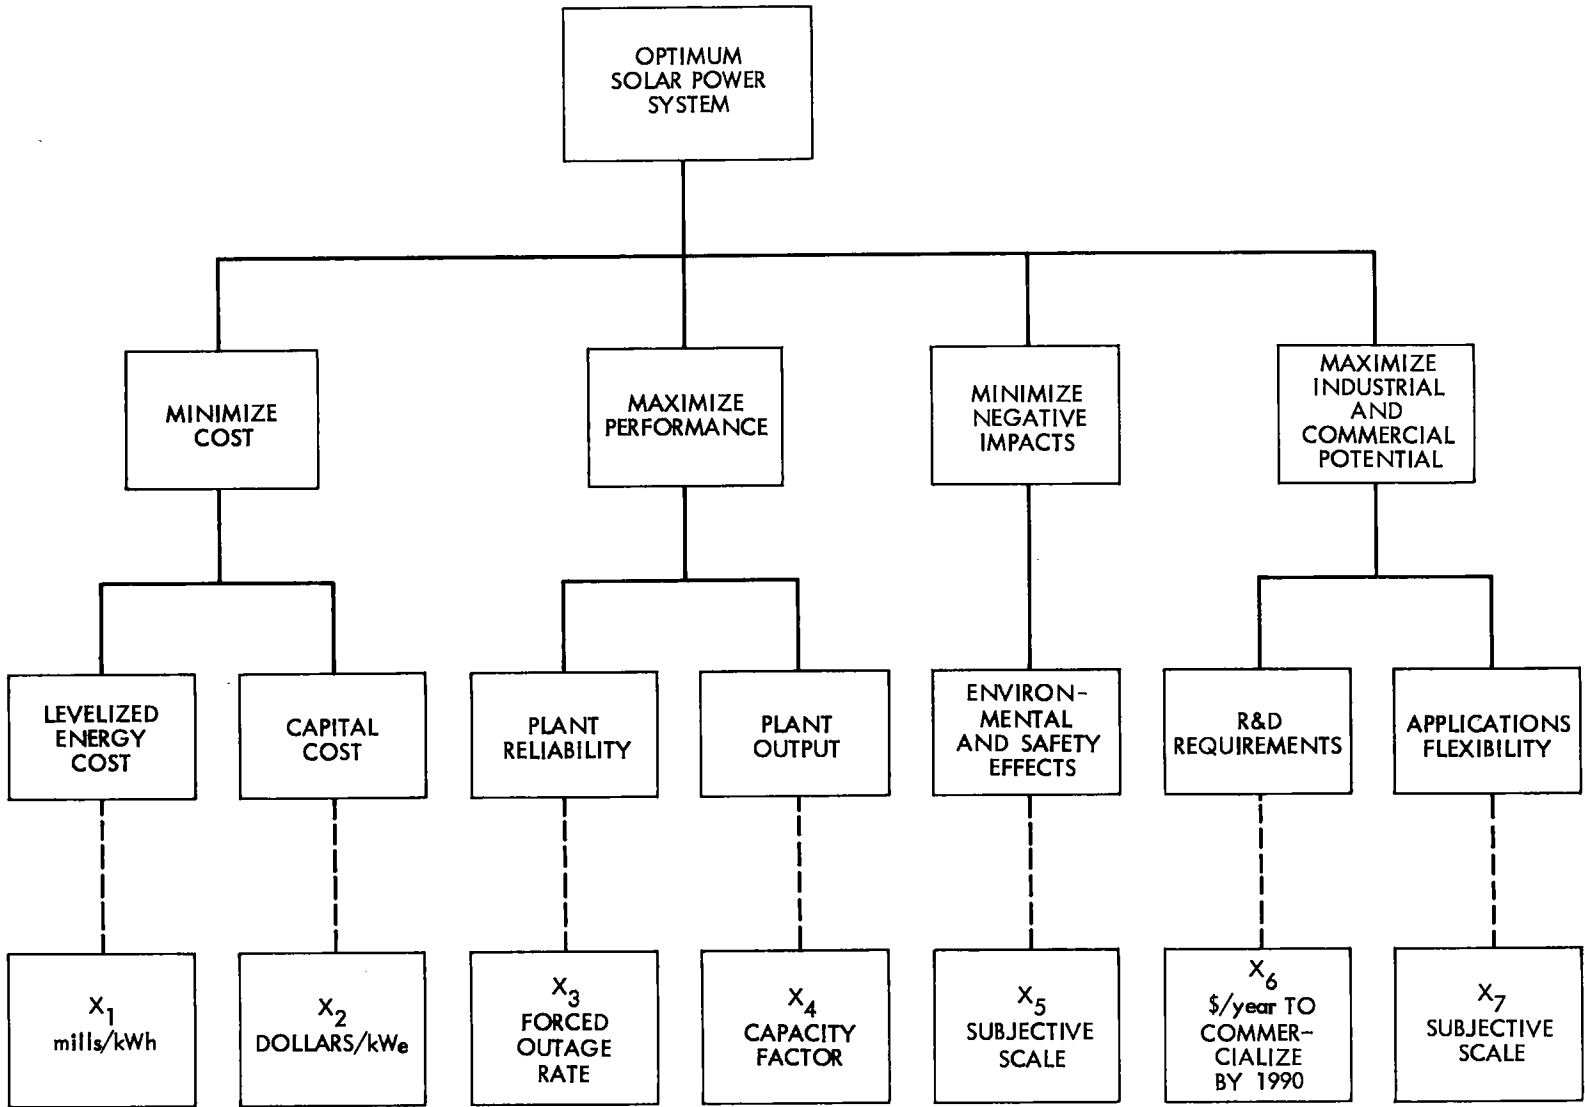 OPTIMUM
SOLAR POWER
SYSTEM
MINIMIZE
COST
MAXIMIZE
PERFORMANCE
MINIMIZE
NEGATIVE
IMPACTS
MAXIMIZE
INDUSTRIAL
AND
COMMERCIAL
POTENTIAL
LEVELIZED
ENERGY
COST
CAPITAL
COST
PLANT
RELIABILITY
PLANT
OUTPUT
ENVIRON-
MENTAL
AND SAFETY
EFFECTS
R&D
REQUIREMENTS
APPLICATIONS
FLEXIBILITY
X1
mills/kWh
X2
DOLLARS/kWe
X3
FORCED
OUTAGE
RATE
X4
CAPACITY
FACTOR
X5
SUBJECTIVE
SCALE
X6
$/year TO
COMMER-
CIALIZE
BY 1990
X7
SUBJECTIVE
SCALE